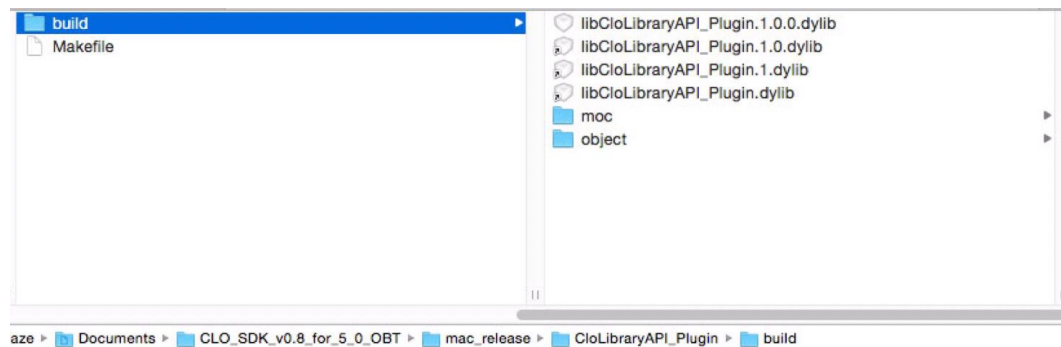 build
Makefile
libCloLibraryAPI_Plugin.1.0.0.dylib
libCloLibraryAPI_Plugin.1.0.dylib
libCloLibraryAPI_Plugin.1.dylib
libCloLibraryAPI_Plugin.dylib
moc
object
aze ▸ Documents ▸ CLO_SDK_v0.8_for_5_0_OBT ▸ mac_release ▸ CloLibraryAPI_Plugin ▸ build